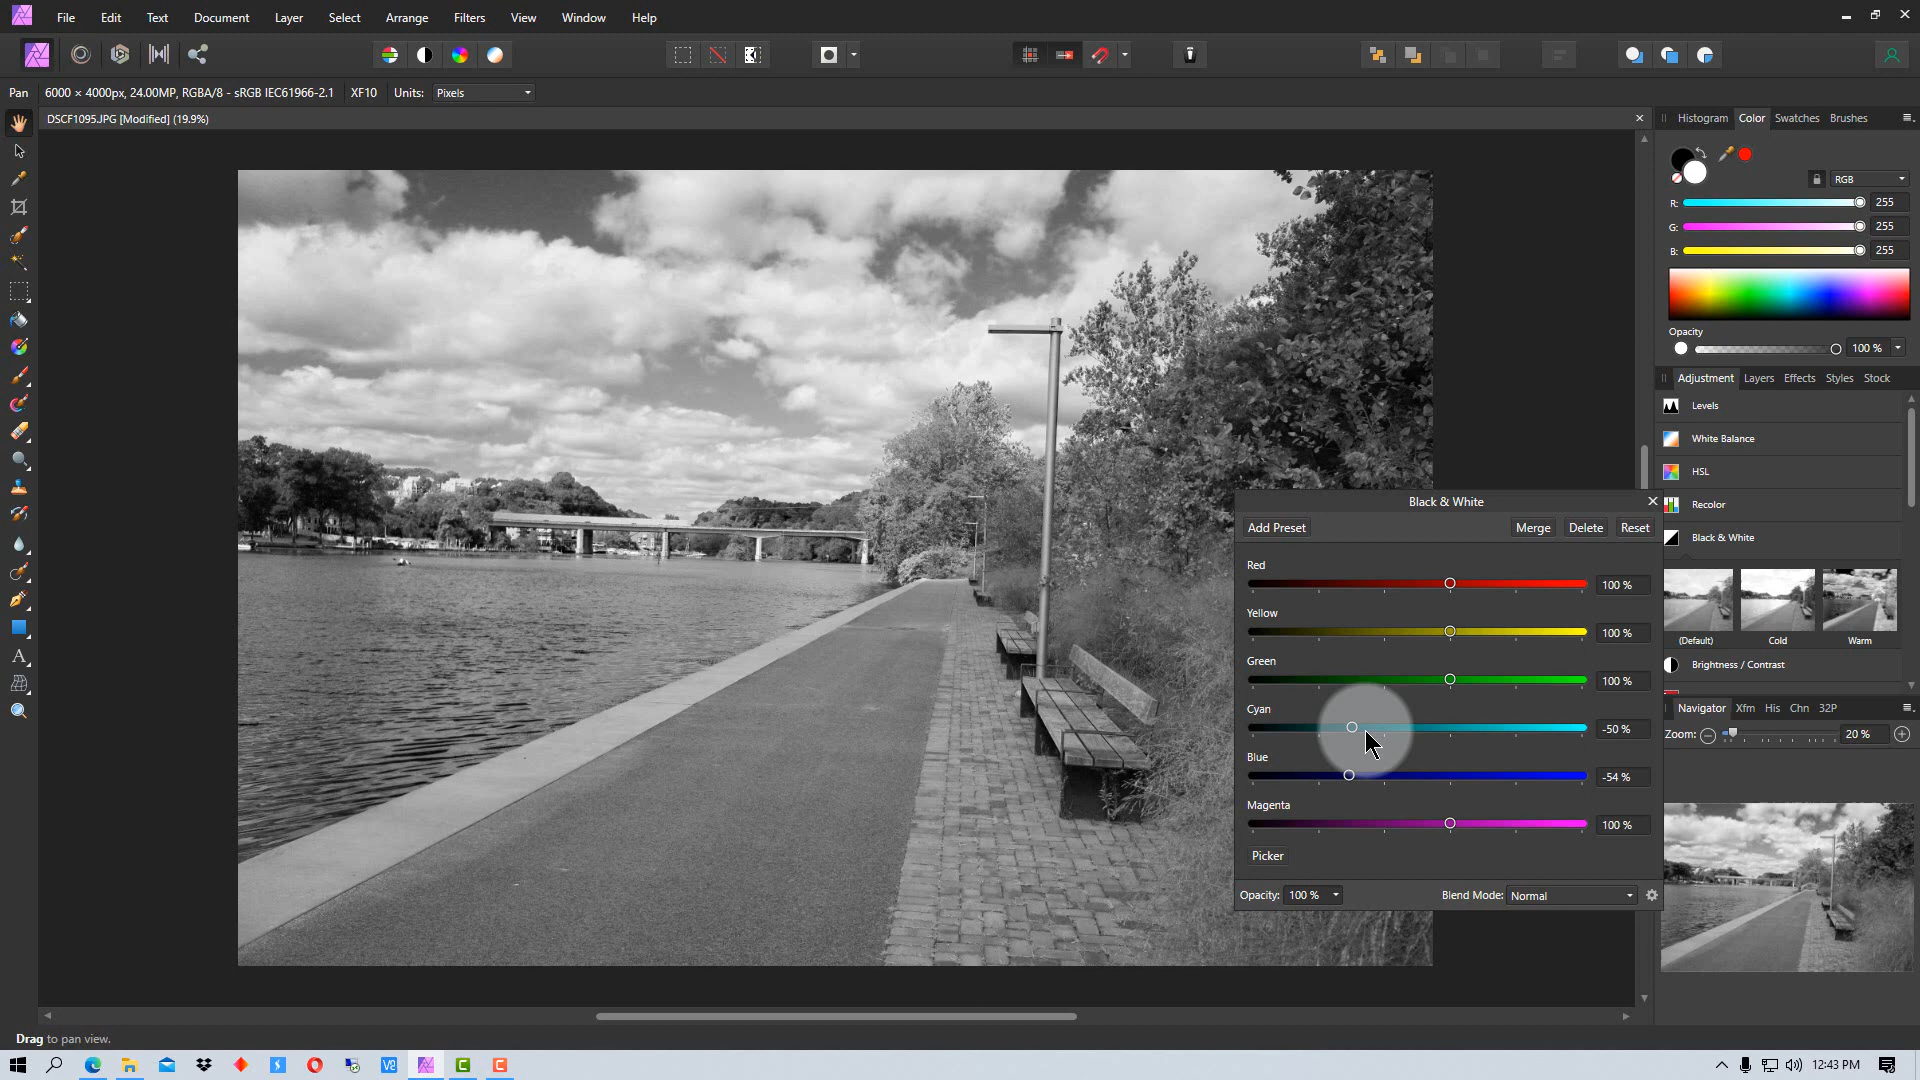 File Edit Text Document Layer Select Arrange Filters View Window Help
Pan 6000 × 4000px, 24.00MP, RGBA/8 - sRGB IEC61966-2.1 XF10 Units: Pixels
DSCF1095.JPG [Modified] (19.9%)
Histogram Color Swatches Brushes
RGB
R: 255
G: 255
B: 255
Opacity
100 %
Adjustment Layers Effects Styles Stock
Levels
White Balance
HSL
Recolor
Black & White
(Default) Cold Warm
Brightness / Contrast
Navigator Xfm His Chn 32P
Zoom: 20 %
Black & White
Add Preset Merge Delete Reset
Red
100 %
Yellow
100 %
Green
100 %
Cyan
-50 %
Blue
-54 %
Magenta
100 %
Picker
Opacity: 100 % Blend Mode: Normal
Drag to pan view.
12:43 PM